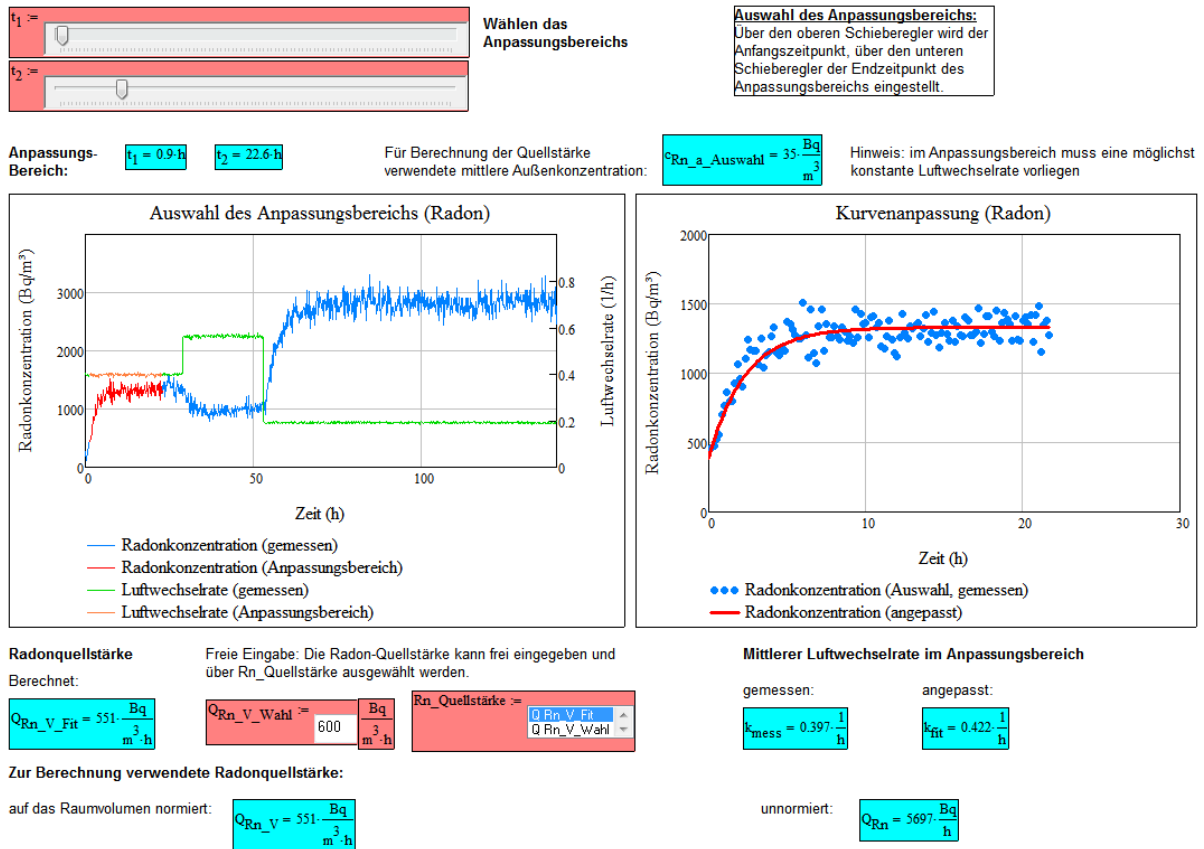 t1 :=
Wählen das
Anpassungsbereichs
t2 :=
Auswahl des Anpassungsbereichs:
Über den oberen Schieberegler wird der
Anfangszeitpunkt, über den unteren
Schieberegler der Endzeitpunkt des
Anpassungsbereichs eingestellt.
Anpassungs-
Bereich:
t1 = 0.9·h
t2 = 22.6·h
Für Berechnung der Quellstärke
verwendete mittlere Außenkonzentration:
cRn_a_Auswahl = 35· Bq/m³
Hinweis: im Anpassungsbereich muss eine möglichst
konstante Luftwechselrate vorliegen
Auswahl des Anpassungsbereichs (Radon)
Radonkonzentration (Bq/m³)
3000
2000
1000
0
0.8
0.6
0.4
0.2
0
Luftwechselrate (1/h)
0 50 100
Zeit (h)
Radonkonzentration (gemessen)
Radonkonzentration (Anpassungsbereich)
Luftwechselrate (gemessen)
Luftwechselrate (Anpassungsbereich)
Kurvenanpassung (Radon)
Radonkonzentration (Bq/m³)
2000
1500
1000
500
0
0 10 20 30
Zeit (h)
Radonkonzentration (Auswahl, gemessen)
Radonkonzentration (angepasst)
Radonquellstärke
Berechnet:
QRn_V_Fit = 551· Bq/m³·h
Freie Eingabe: Die Radon-Quellstärke kann frei eingegeben und
über Rn_Quellstärke ausgewählt werden.
QRn_V_Wahl := 600 Bq/m³·h
Rn_Quellstärke :=
Q Rn_V_Fit
Q Rn_V_Wahl
Mittlerer Luftwechselrate im Anpassungsbereich
gemessen:
angepasst:
kmess = 0.397· 1/h
kfit = 0.422· 1/h
Zur Berechnung verwendete Radonquellstärke:
auf das Raumvolumen normiert:
QRn_V = 551· Bq/m³·h
unnormiert:
QRn = 5697· Bq/h